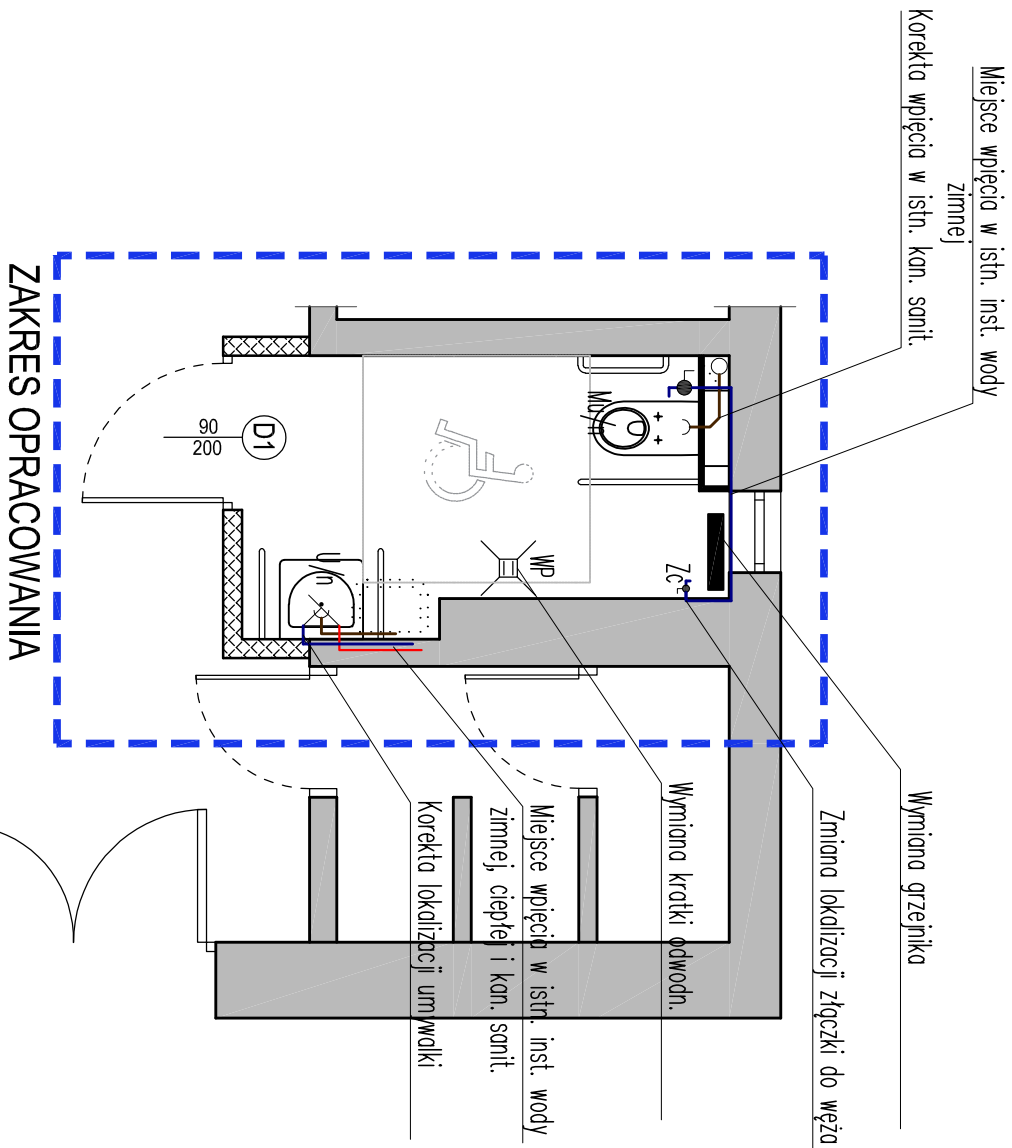 Miejsce wpięcia w istn. inst. wody
zimnej
Korekta wpięcia w istn. kan. sanit.
Wymiana grzejnika
Zmiana lokalizacji złączki do węża
Wymiana kratki odwodn.
Miejsce wpięcia w istn. inst. wody
zimnej, ciepłej i kan. sanit.
Korekta lokalizacji umywalki
Zc
WP
Mu/n
U/n
D1
90
200
ZAKRES OPRACOWANIA